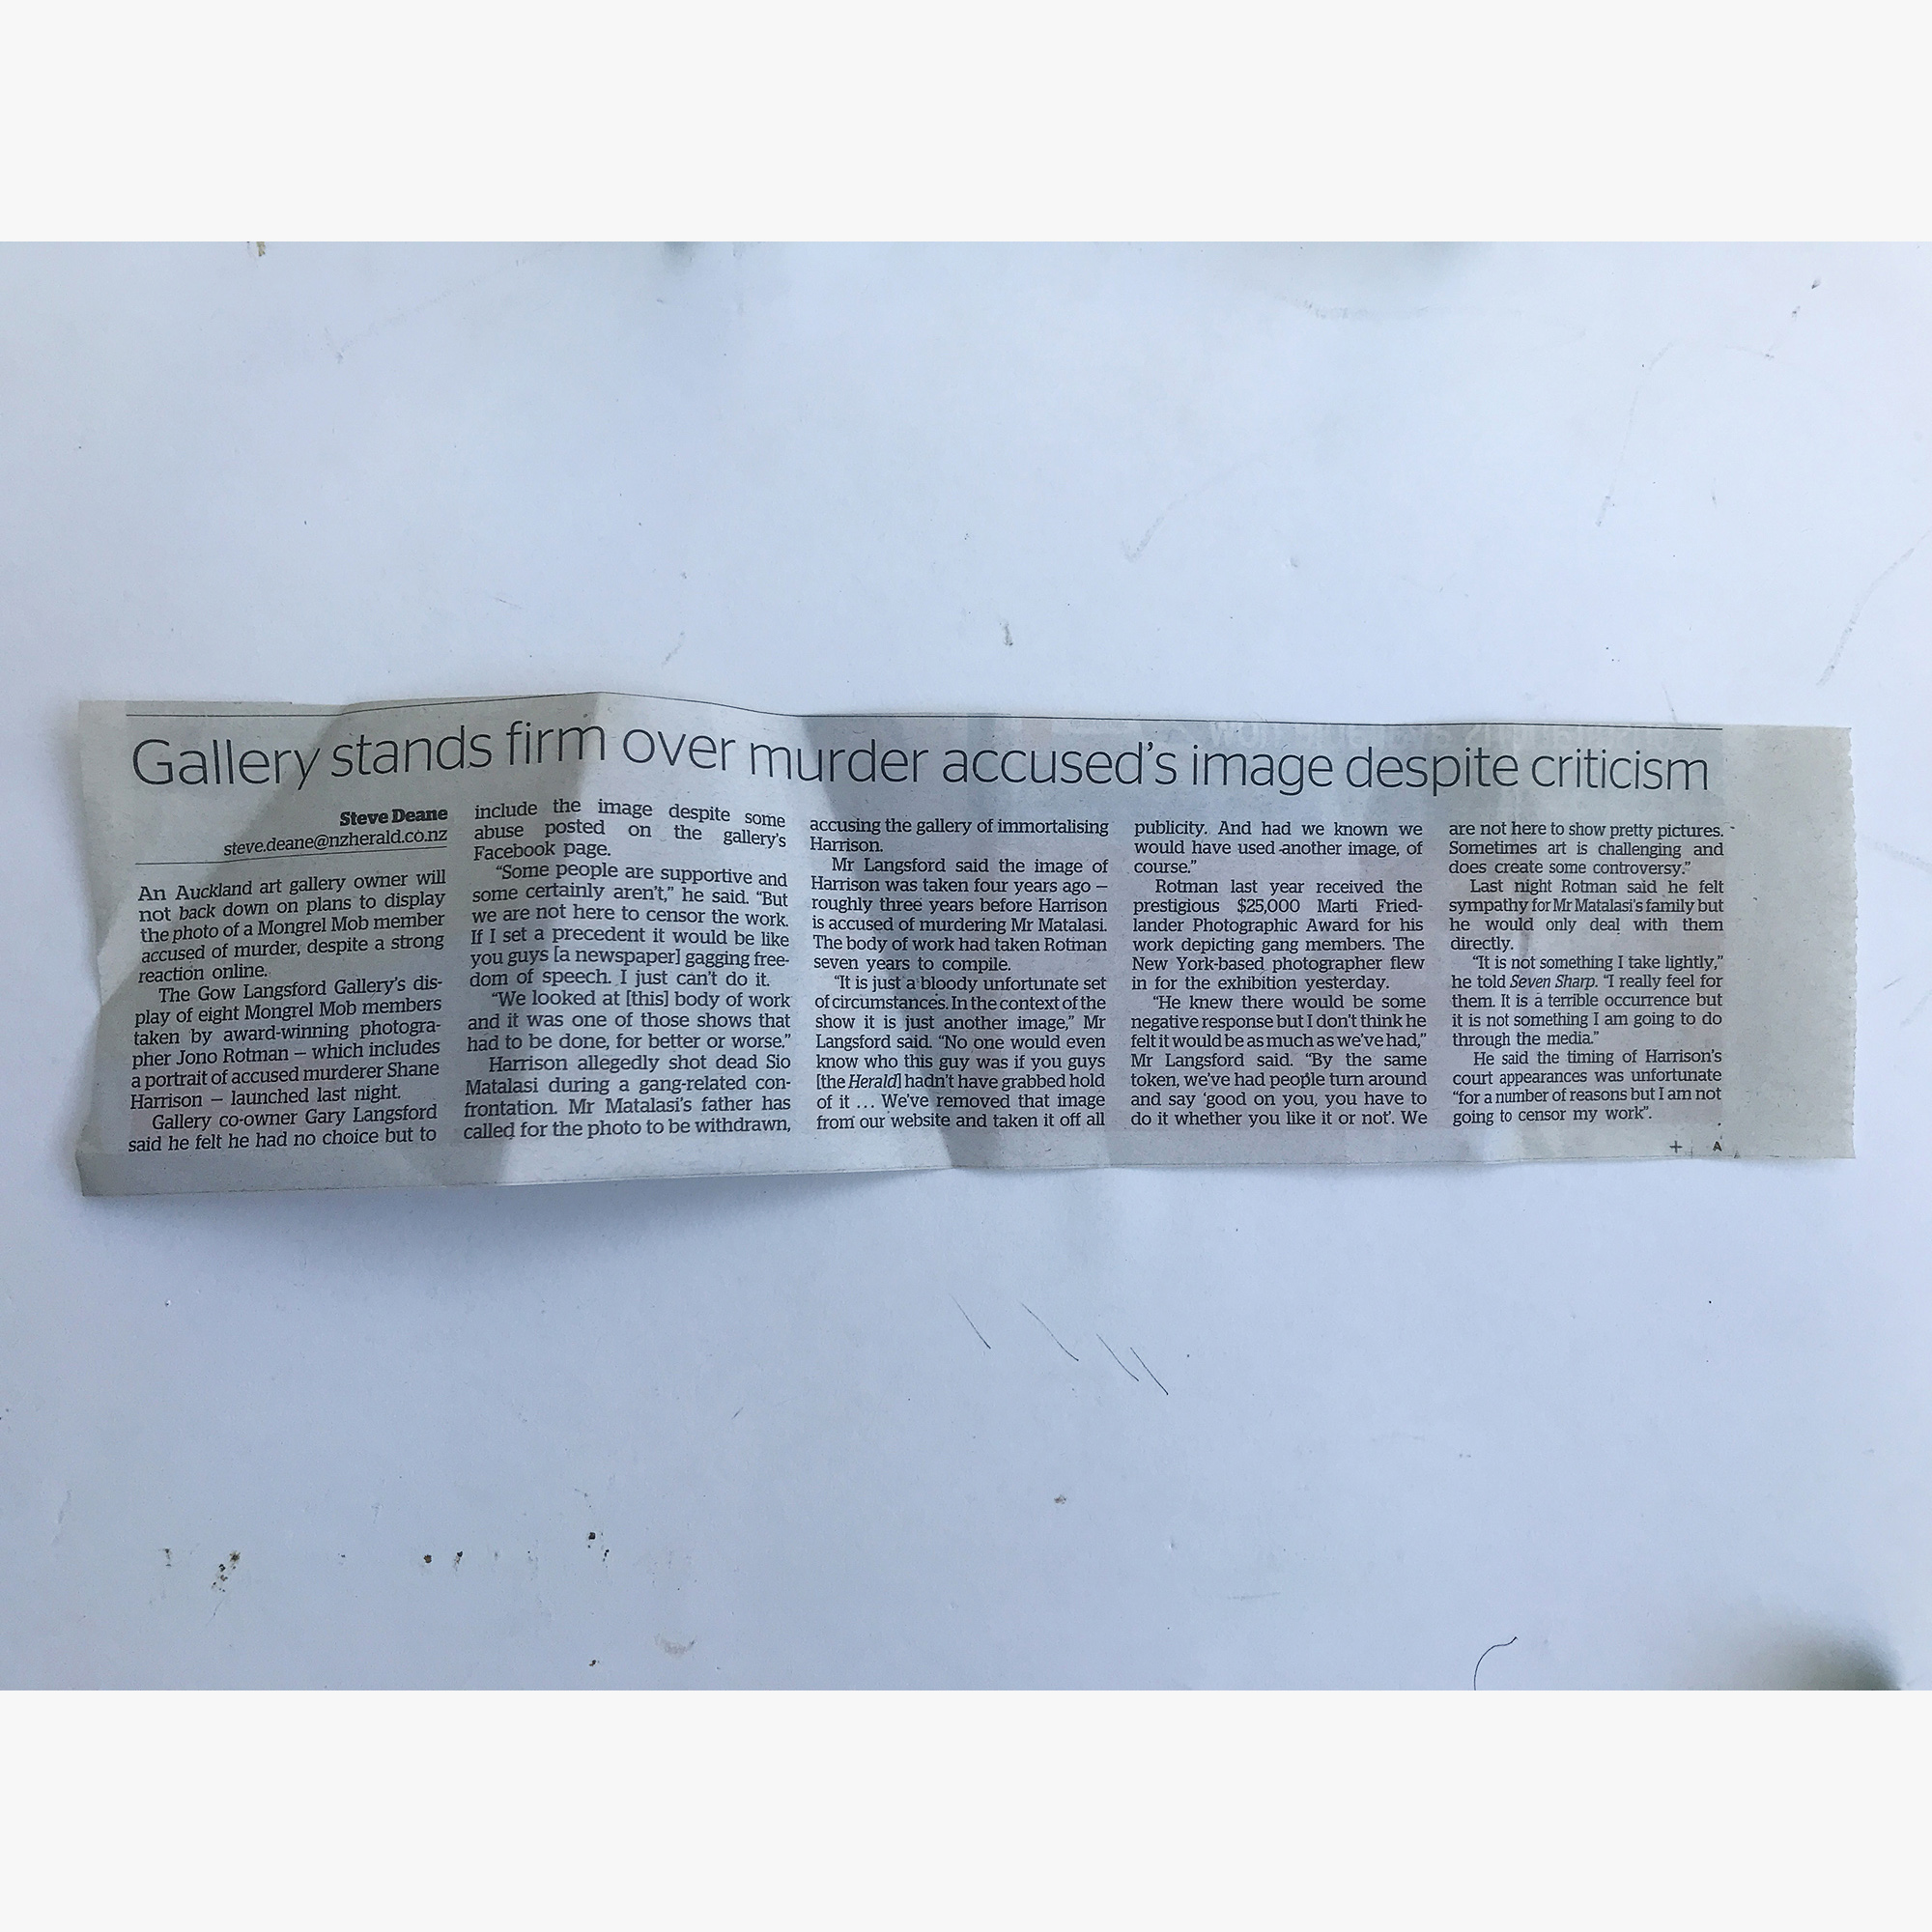 Gallery stands firm over murder accused's image despite criticism
Steve Deane
steve.deane@nzherald.co.nz
An Auckland art gallery owner will
not back down on plans to display
the photo of a Mongrel Mob member
accused of murder, despite a strong
reaction online.
The Gow Langsford Gallery's dis-
play of eight Mongrel Mob members
taken by award-winning photogra-
pher Jono Rotman — which includes
a portrait of accused murderer Shane
Harrison — launched last night.
Gallery co-owner Gary Langsford
said he felt he had no choice but to
include the image despite some
abuse posted on the gallery's
Facebook page.
"Some people are supportive and
some certainly aren't," he said. "But
we are not here to censor the work.
If I set a precedent it would be like
you guys [a newspaper] gagging free-
dom of speech. I just can't do it.
"We looked at [this] body of work
and it was one of those shows that
had to be done, for better or worse."
Harrison allegedly shot dead Sio
Matalasi during a gang-related con-
frontation. Mr Matalasi's father has
called for the photo to be withdrawn,
accusing the gallery of immortalising
Harrison.
Mr Langsford said the image of
Harrison was taken four years ago —
roughly three years before Harrison
is accused of murdering Mr Matalasi.
The body of work had taken Rotman
seven years to compile.
"It is just a bloody unfortunate set
of circumstances. In the context of the
show it is just another image," Mr
Langsford said. "No one would even
know who this guy was if you guys
[the Herald] hadn't have grabbed hold
of it ... We've removed that image
from our website and taken it off all
publicity. And had we known we
would have used another image, of
course."
Rotman last year received the
prestigious $25,000 Marti Fried-
lander Photographic Award for his
work depicting gang members. The
New York-based photographer flew
in for the exhibition yesterday.
"He knew there would be some
negative response but I don't think he
felt it would be as much as we've had,"
Mr Langsford said. "By the same
token, we've had people turn around
and say 'good on you, you have to
do it whether you like it or not'. We
are not here to show pretty pictures.
Sometimes art is challenging and
does create some controversy."
Last night Rotman said he felt
sympathy for Mr Matalasi's family but
he would only deal with them
directly.
"It is not something I take lightly,"
he told Seven Sharp. "I really feel for
them. It is a terrible occurrence but
it is not something I am going to do
through the media."
He said the timing of Harrison's
court appearances was unfortunate
"for a number of reasons but I am not
going to censor my work".
+ A